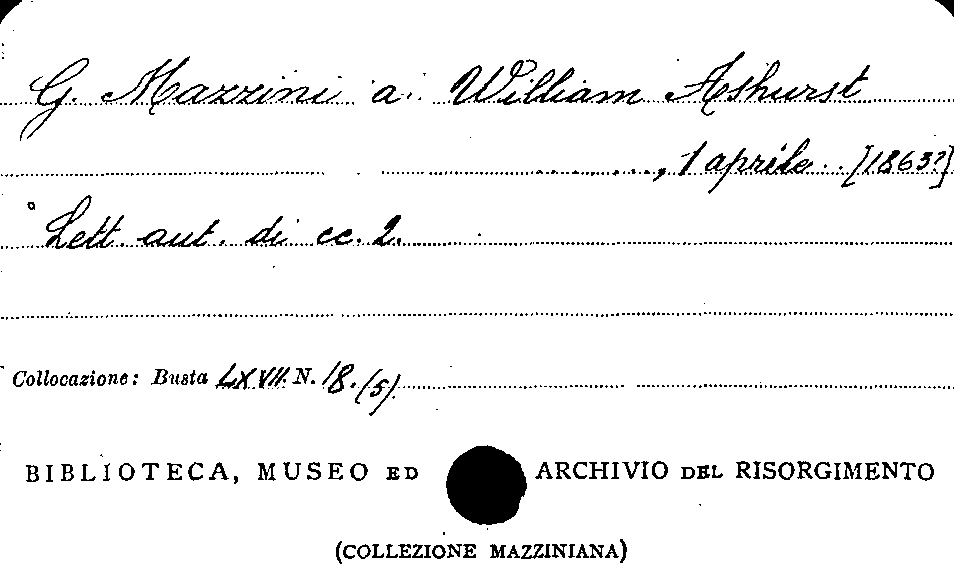 G. Mazzini a William Ashurst
......, 1 aprile [1863?]
Lett. aut. di cc. 2.
Collocazione: Busta LXVII. N. 18. (5)
BIBLIOTECA, MUSEO ED ARCHIVIO DEL RISORGIMENTO
(COLLEZIONE MAZZINIANA)